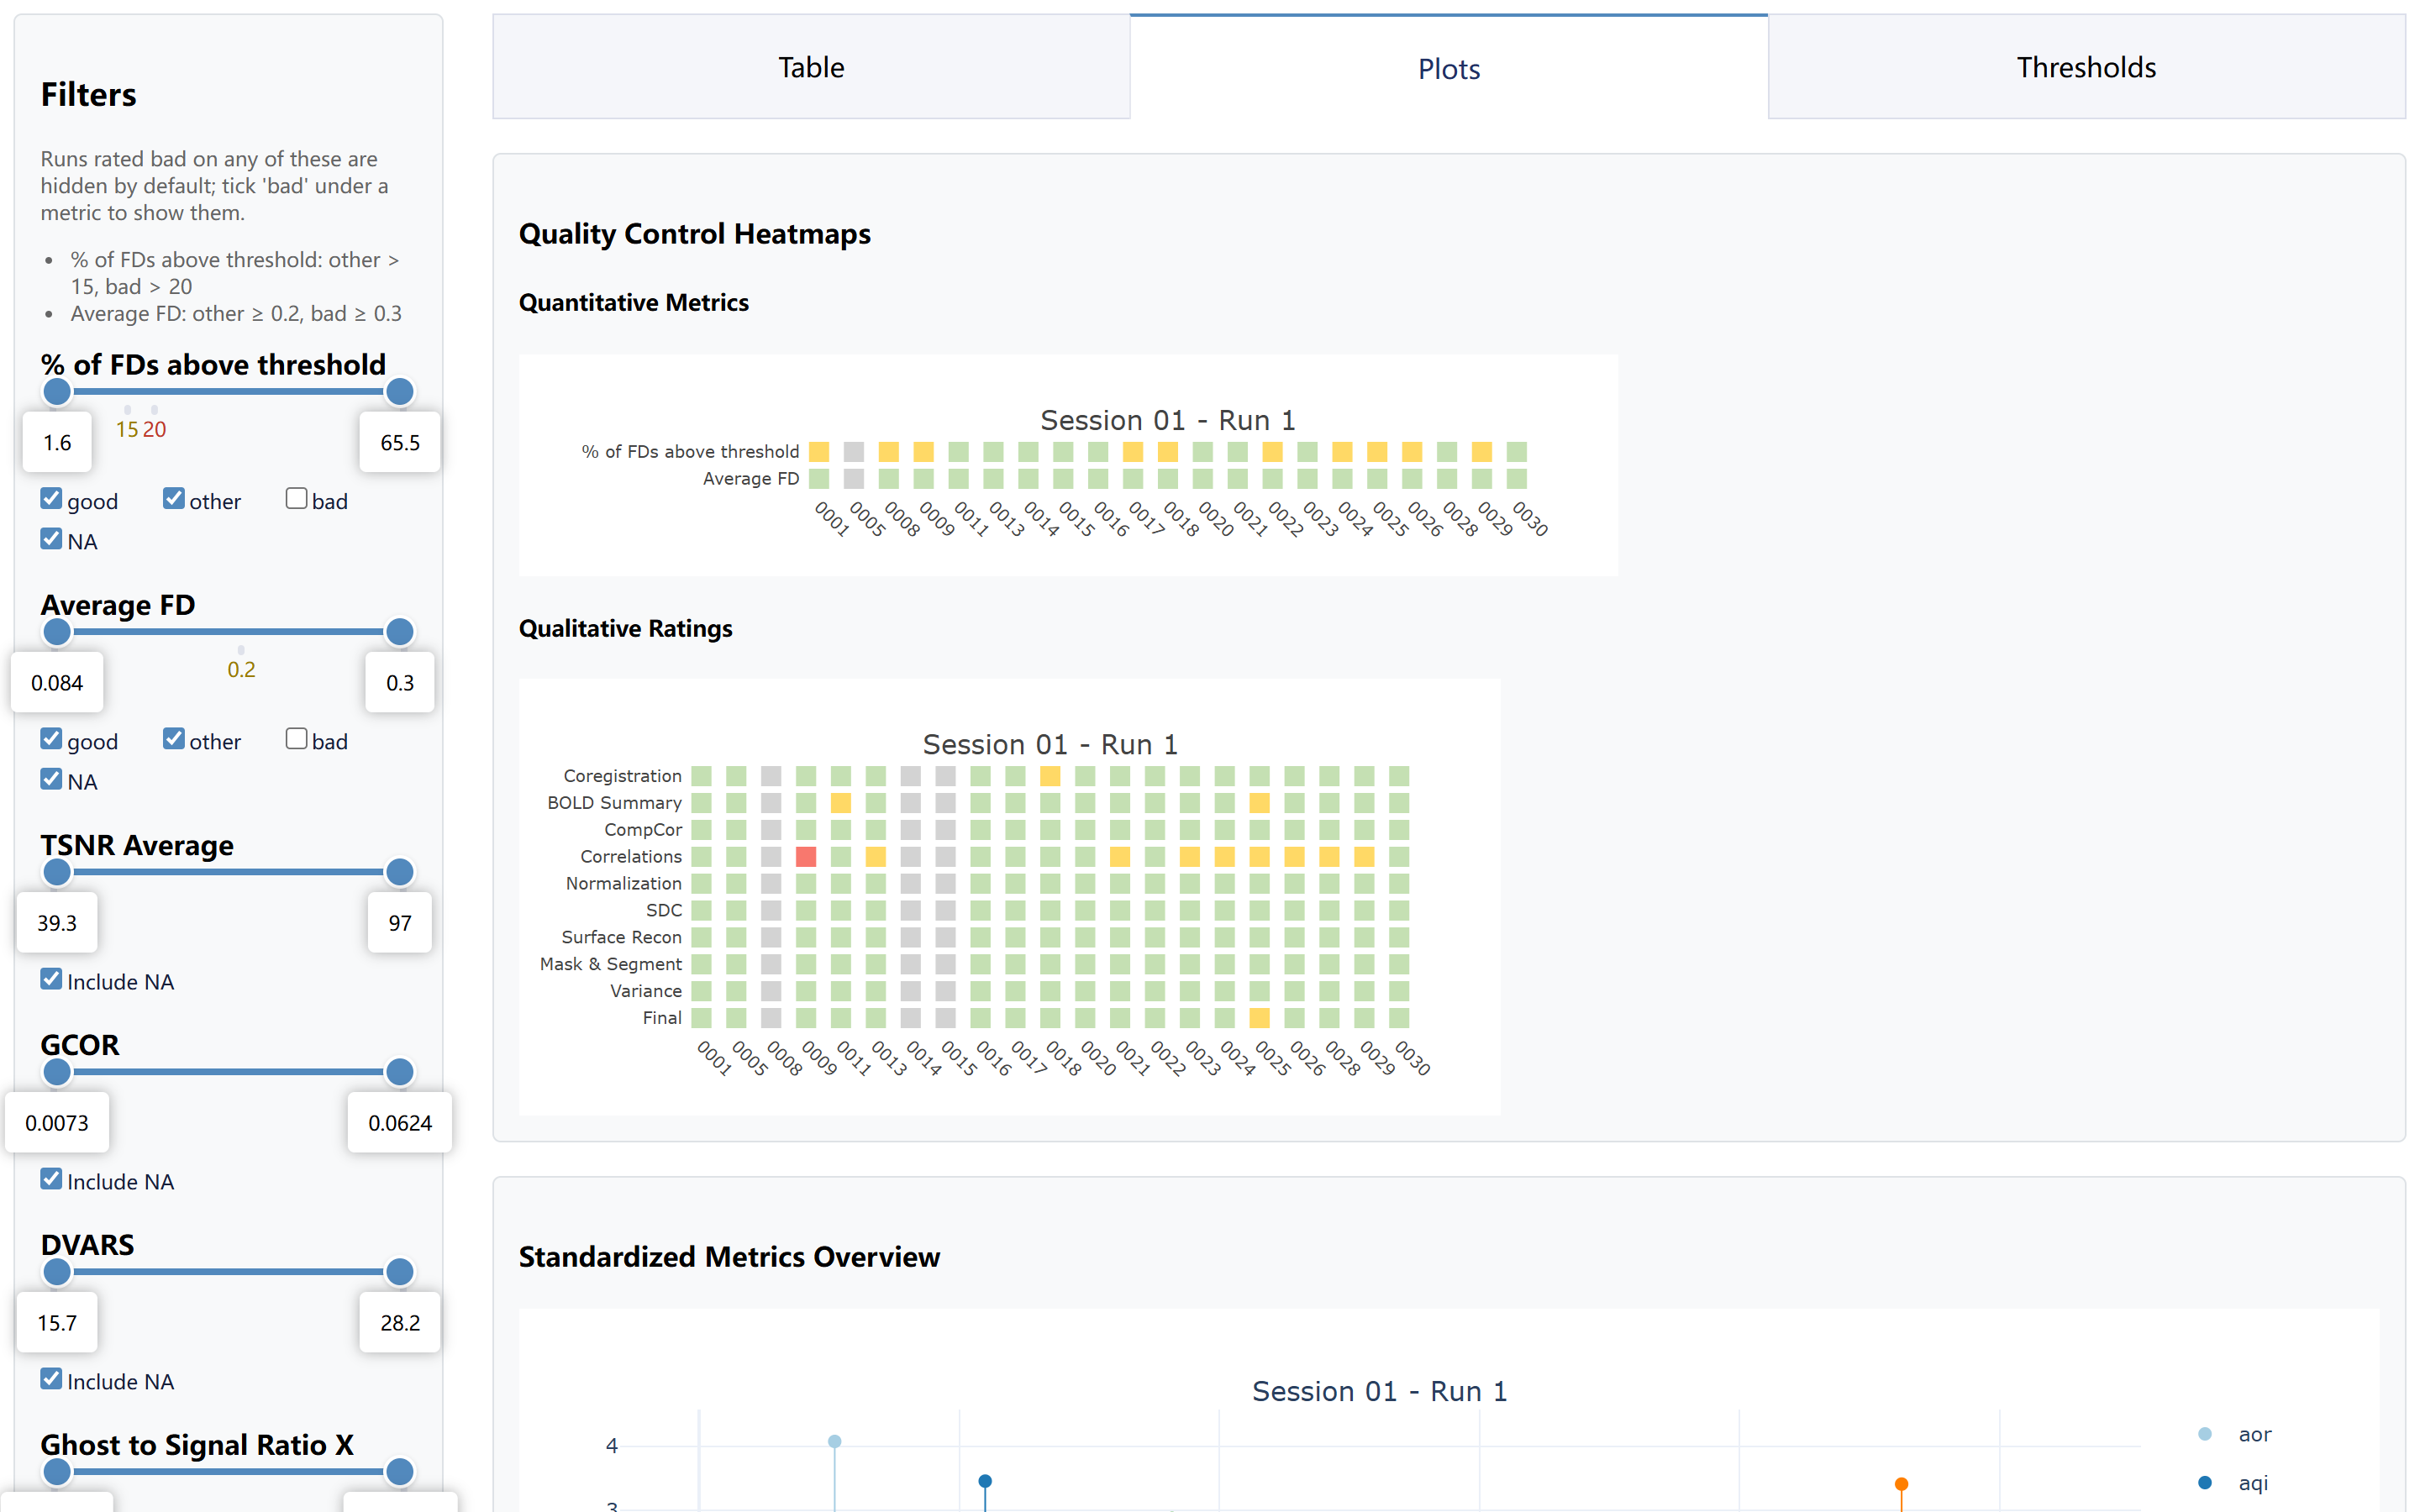 Filters
Runs rated bad on any of these are
hidden by default; tick 'bad' under a
metric to show them.
• % of FDs above threshold: other >
15, bad > 20
• Average FD: other ≥ 0.2, bad ≥ 0.3
% of FDs above threshold
15 20
1.6 65.5
good other bad
NA
Average FD
0.2
0.084 0.3
good other bad
NA
TSNR Average
39.3 97
Include NA
GCOR
0.0073 0.0624
Include NA
DVARS
15.7 28.2
Include NA
Ghost to Signal Ratio X
Table Plots Thresholds
Quality Control Heatmaps
Quantitative Metrics
Session 01 - Run 1
% of FDs above threshold
Average FD
0001 0005 0008 0009 0011 0013 0014 0015 0016 0017 0018 0020 0021 0022 0023 0024 0025 0026 0028 0029 0030
Qualitative Ratings
Session 01 - Run 1
Coregistration
BOLD Summary
CompCor
Correlations
Normalization
SDC
Surface Recon
Mask & Segment
Variance
Final
0001 0005 0008 0009 0011 0013 0014 0015 0016 0017 0018 0020 0021 0022 0023 0024 0025 0026 0028 0029 0030
Standardized Metrics Overview
Session 01 - Run 1
4
3
aor
aqi